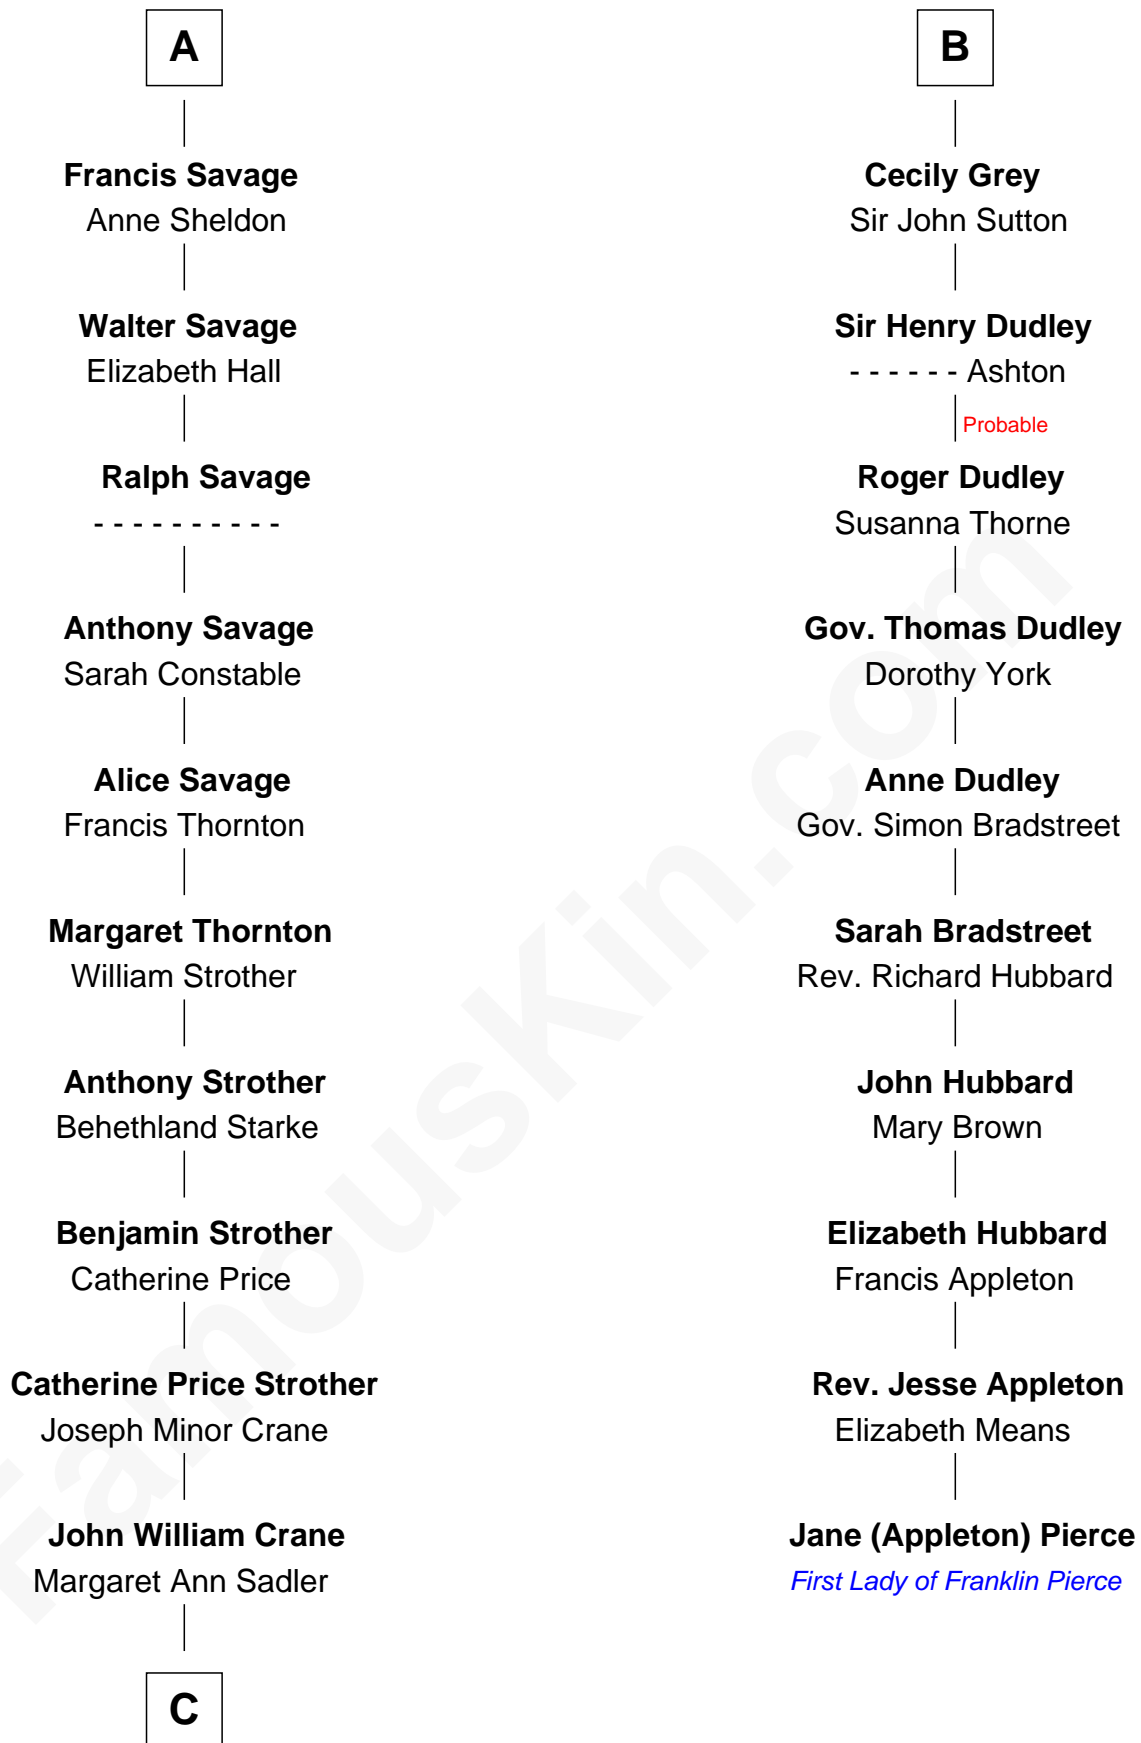 A
Francis Savage
Anne Sheldon
Walter Savage
Elizabeth Hall
Ralph Savage
- - - - - - - - - -
Anthony Savage
Sarah Constable
Alice Savage
Francis Thornton
Margaret Thornton
William Strother
Anthony Strother
Behethland Starke
Benjamin Strother
Catherine Price
Catherine Price Strother
Joseph Minor Crane
John William Crane
Margaret Ann Sadler
C
B
Cecily Grey
Sir John Sutton
Sir Henry Dudley
- - - - - - Ashton
Probable
Roger Dudley
Susanna Thorne
Gov. Thomas Dudley
Dorothy York
Anne Dudley
Gov. Simon Bradstreet
Sarah Bradstreet
Rev. Richard Hubbard
John Hubbard
Mary Brown
Elizabeth Hubbard
Francis Appleton
Rev. Jesse Appleton
Elizabeth Means
Jane (Appleton) Pierce
First Lady of Franklin Pierce
FamousKin.com